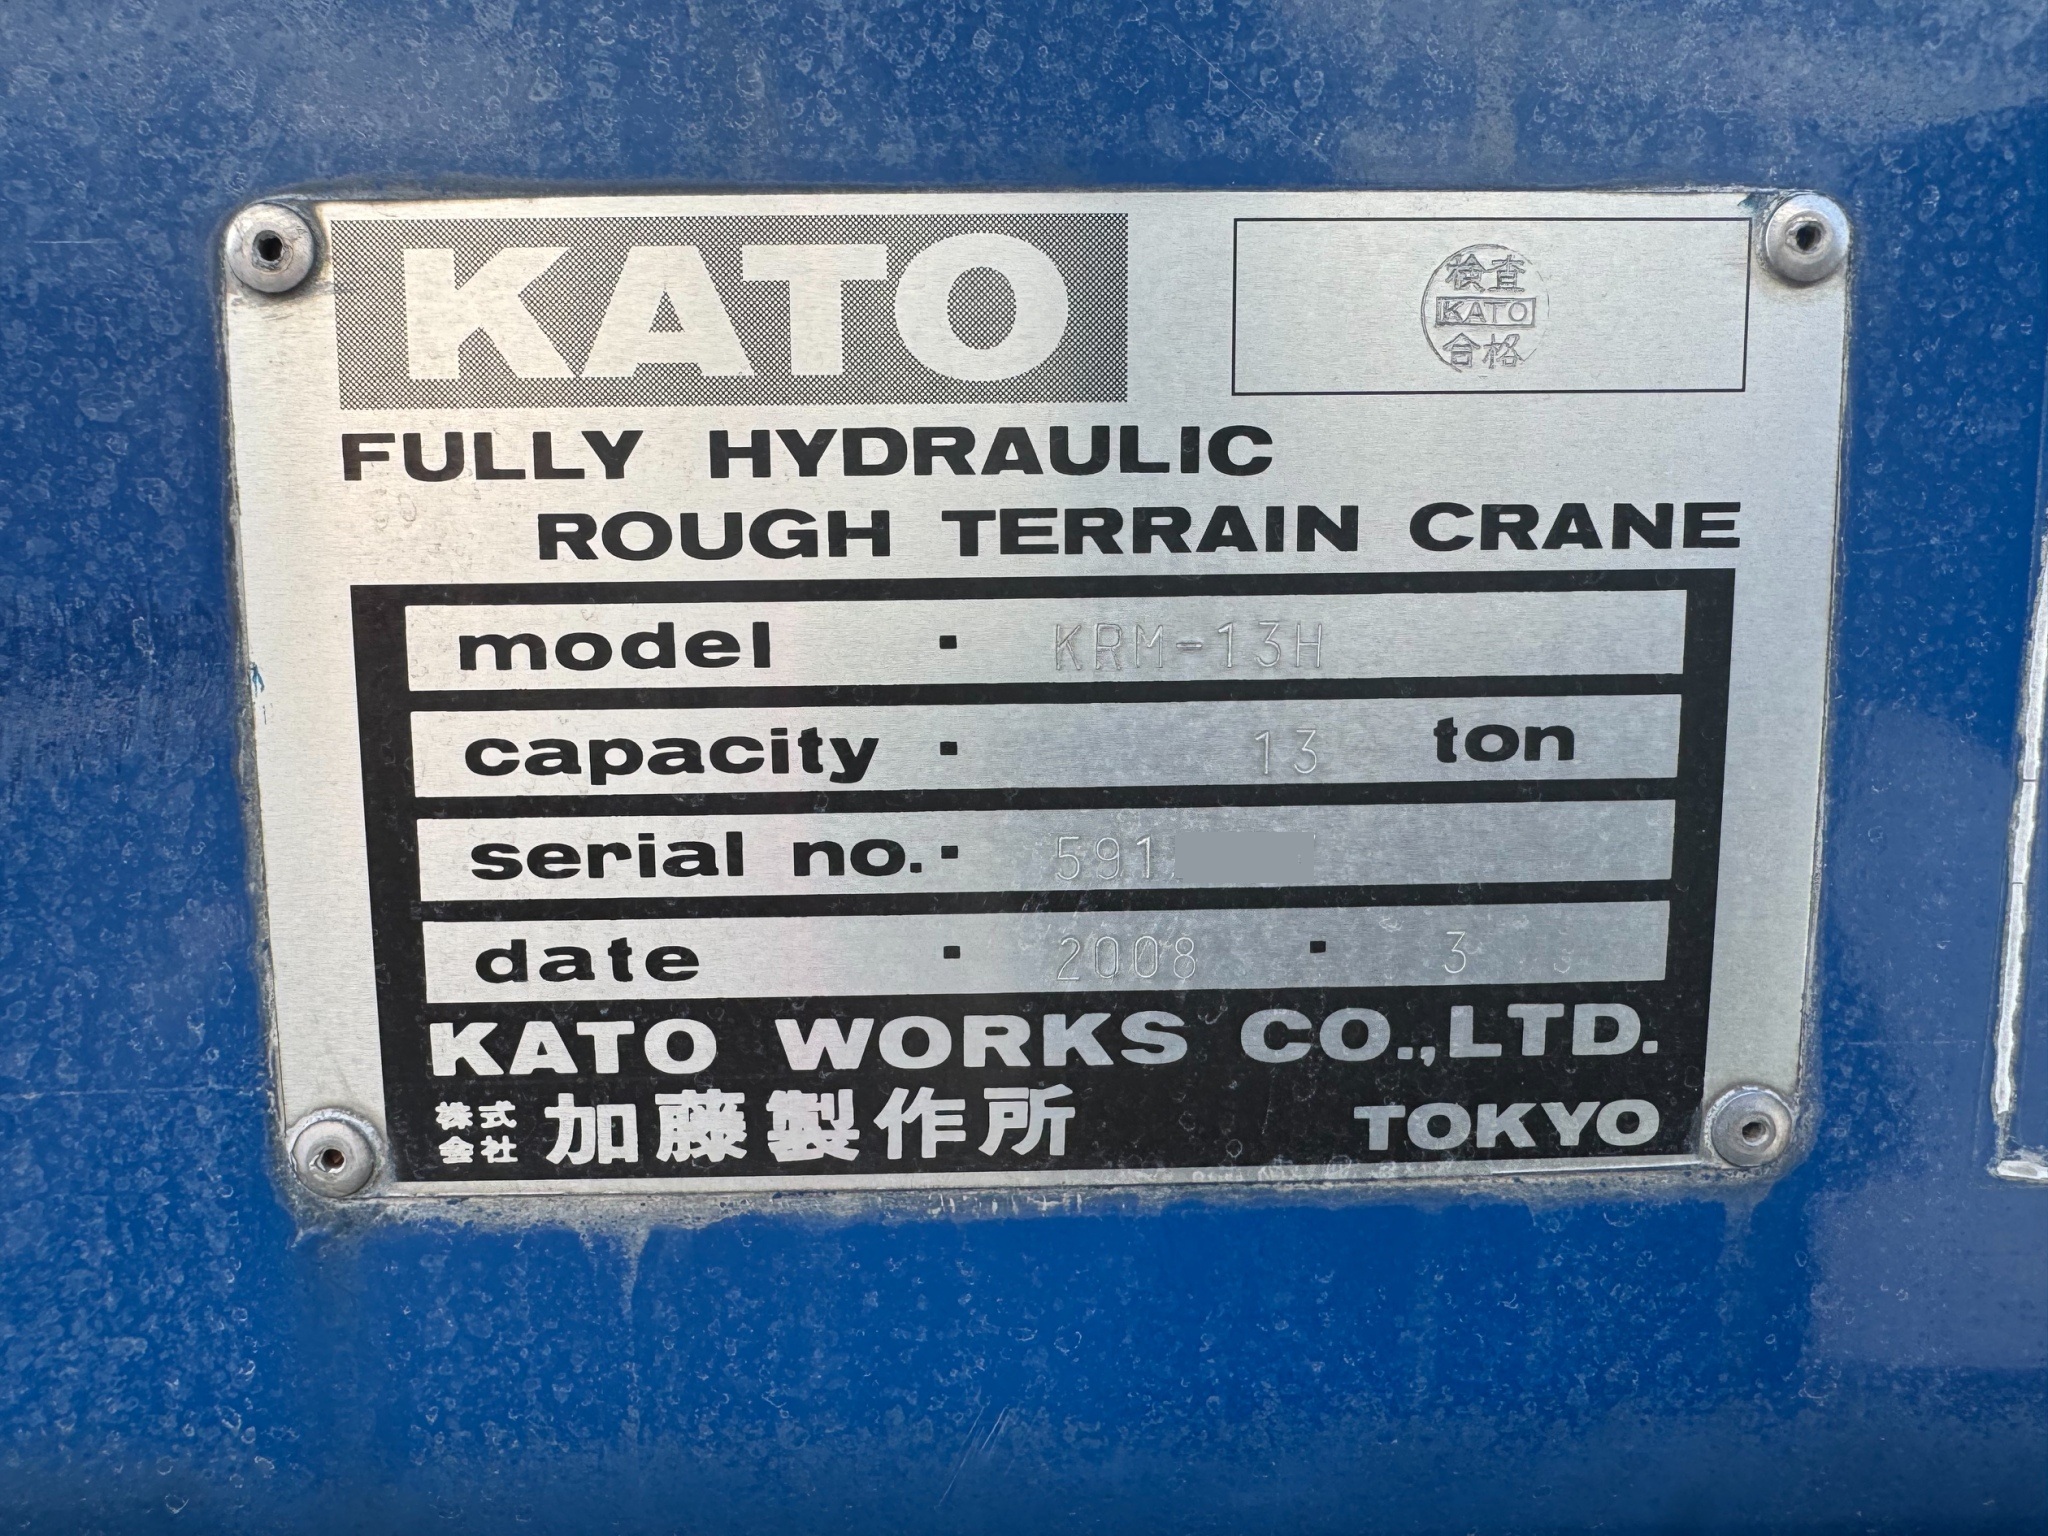 KATO
検査
KATO
合格
FULLY HYDRAULIC
ROUGH TERRAIN CRANE
model · KRM-13H
capacity · 13 ton
serial no. · 591
date · 2008 · 3
KATO WORKS CO.,LTD.
株式会社 加藤製作所 TOKYO